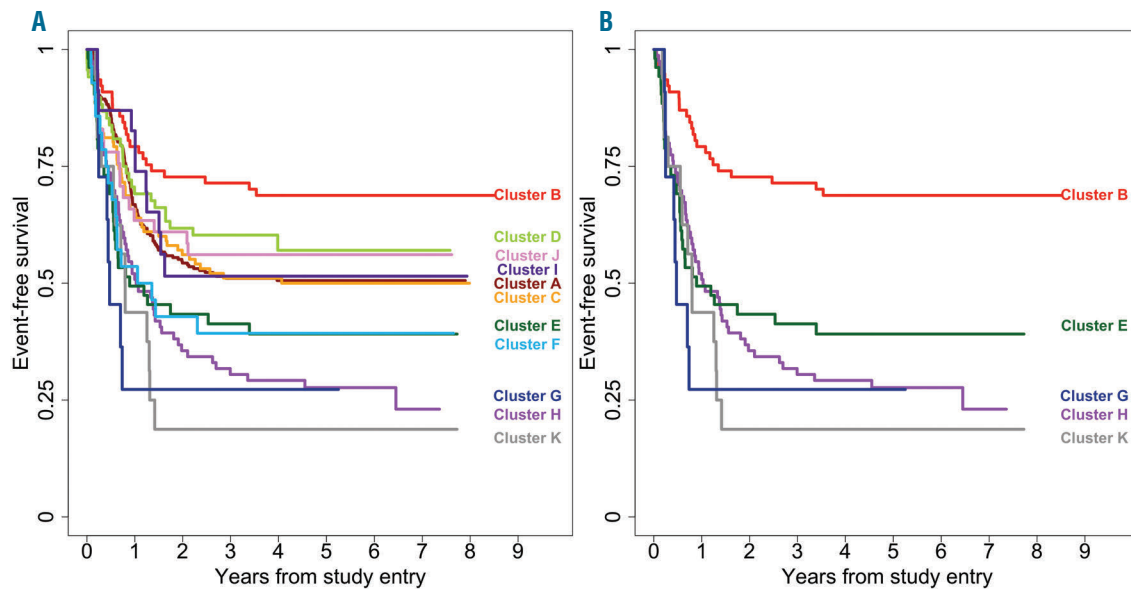 A
Event-free survival
1
0.75
0.5
0.25
0
Cluster B
Cluster D
Cluster J
Cluster I
Cluster A
Cluster C
Cluster E
Cluster F
Cluster G
Cluster H
Cluster K
0 1 2 3 4 5 6 7 8 9
Years from study entry
B
Event-free survival
1
0.75
0.5
0.25
0
Cluster B
Cluster E
Cluster G
Cluster H
Cluster K
0 1 2 3 4 5 6 7 8 9
Years from study entry